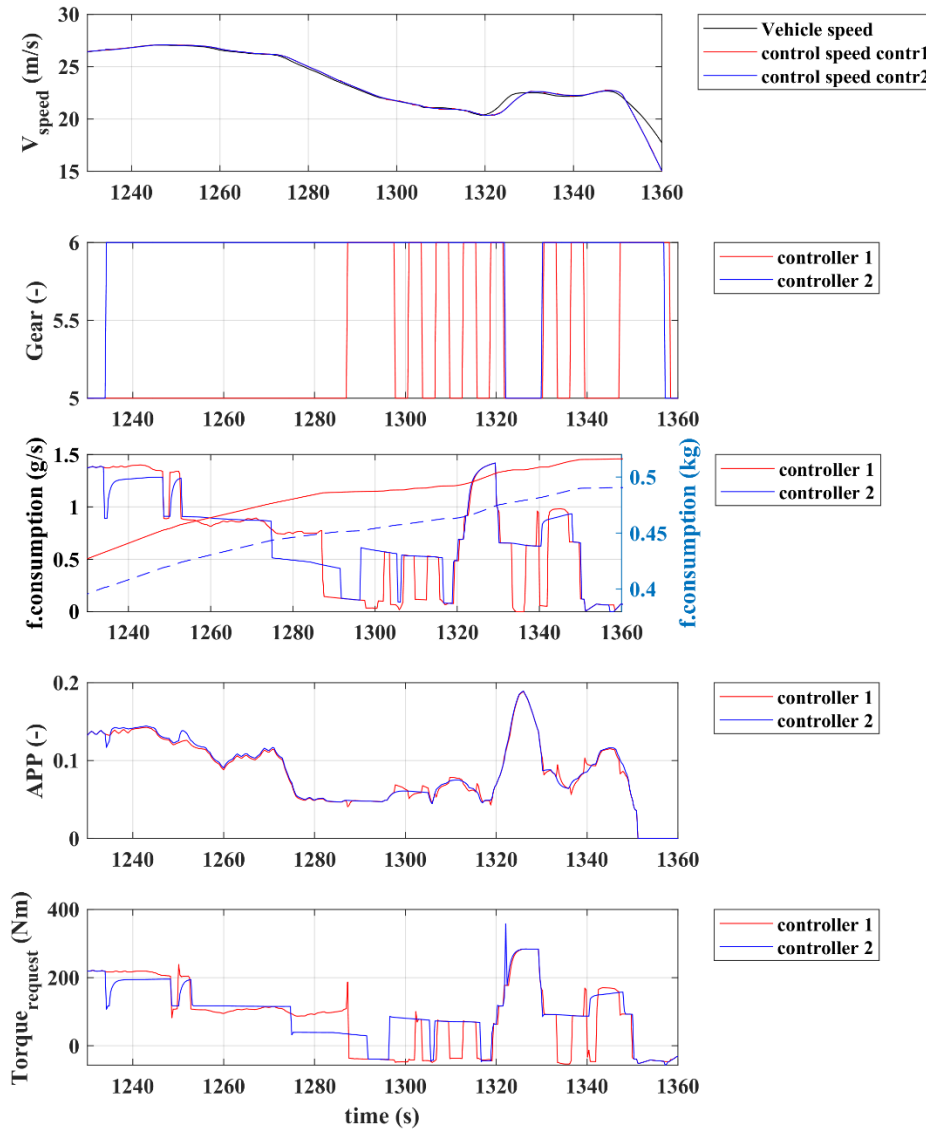 30
25
20
15
V_speed (m/s)
1240 1260 1280 1300 1320 1340 1360
Vehicle speed
control speed contr1
control speed contr2
6
5.5
5
Gear (-)
1240 1260 1280 1300 1320 1340 1360
controller 1
controller 2
1.5
1
0.5
0
f.consumption (g/s)
0.5
0.45
0.4
f.consumption (kg)
1240 1260 1280 1300 1320 1340 1360
controller 1
controller 2
0.2
0.1
0
APP (-)
1240 1260 1280 1300 1320 1340 1360
controller 1
controller 2
400
200
0
Torque_request (Nm)
1240 1260 1280 1300 1320 1340 1360
time (s)
controller 1
controller 2